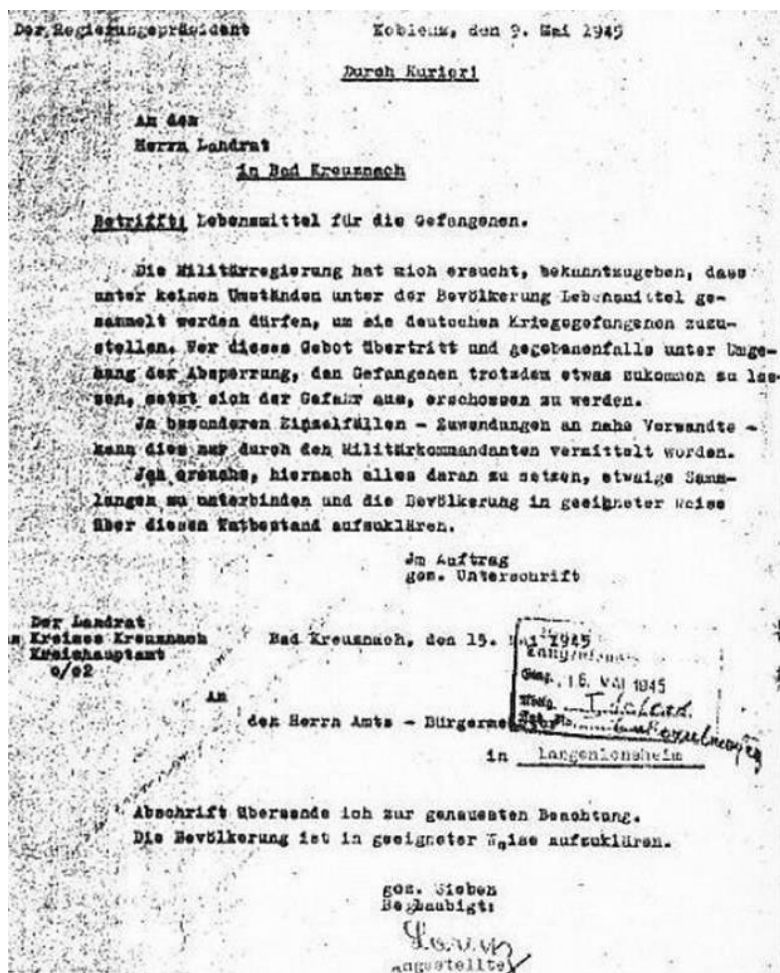 Der Regierungspräsident Koblenz, den 9. Mai 1945
Durch Kurier!
An den
Herrn Landrat
in Bad Kreuznach
Betrifft: Lebensmittel für die Gefangenen.
Die Militärregierung hat mich ersucht, bekanntzugeben, dass
unter keinen Umständen unter der Bevölkerung Lebensmittel ge-
sammelt werden dürfen, um sie deutschen Kriegsgefangenen zuzu-
stellen. Wer dieses Gebot übertritt und gegebenenfalls unter Umge-
hung der Absperrung, den Gefangenen trotzdem etwas zukommen zu las-
sen, setzt sich der Gefahr aus, erschossen zu werden.
Jn besonderen Einzelfällen - Zuwendungen an nahe Verwandte -
kann dies nur durch den Militärkommandanten vermittelt werden.
Jch ersuche, hiernach alles daran zu setzen, etwaige Samm-
lungen zu unterbinden und die Bevölkerung in geeigneter Weise
über diesen Tatbestand aufzuklären.
Jm Auftrag
gez. Unterschrift
Der Landrat
Kreises Kreuznach Bad Kreuznach, den 15. Mai 1945
Kreishauptamt
o/o2
An
den Herrn Amts - Bürgermeister
16. MAI 1945
in Langenlonsheim
Abschrift übersende ich zur genauesten Beachtung.
Die Bevölkerung ist in geeigneter Weise aufzuklären.
gez. Sieben
Beglaubigt:
Angestellte